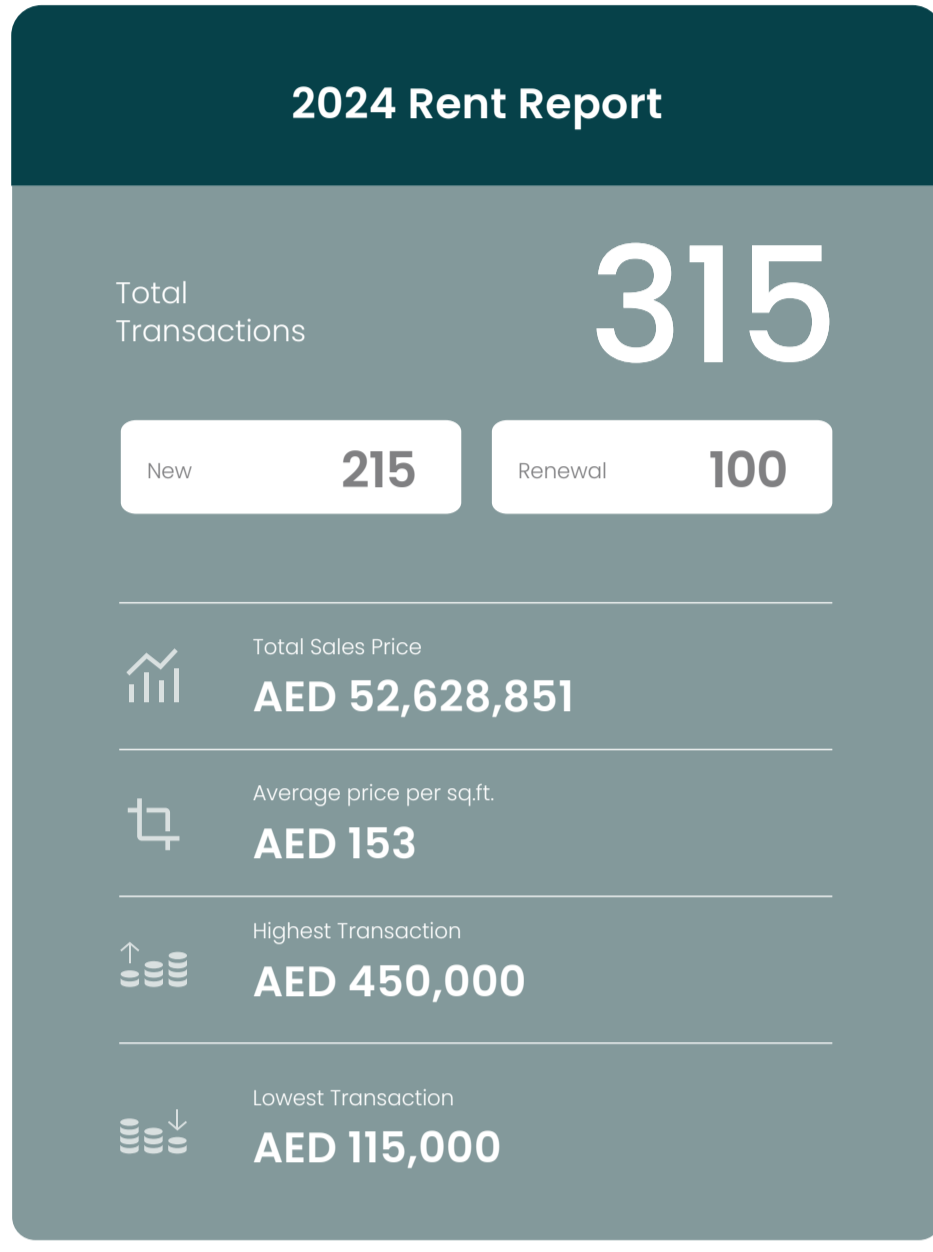 2024 Rent Report
Total
Transactions
315
New 215
Renewal 100
Total Sales Price
AED 52,628,851
Average price per sq.ft.
AED 153
Highest Transaction
AED 450,000
Lowest Transaction
AED 115,000